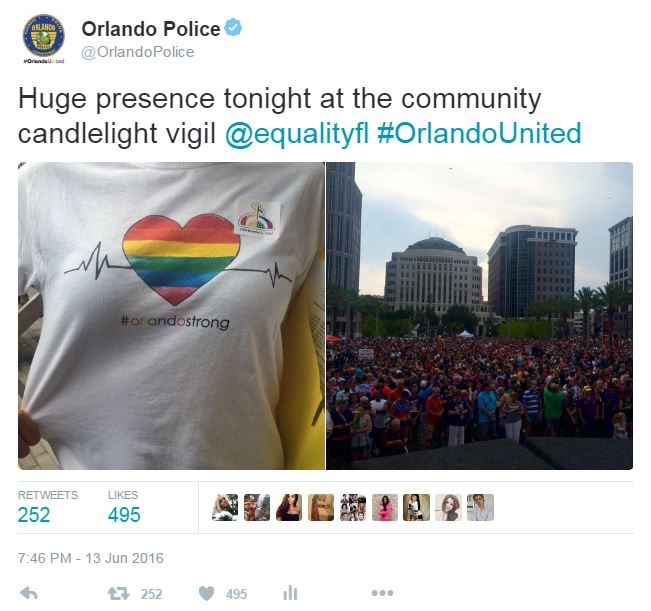 Orlando Police
@OrlandoPolice
#OrlandoUnited
Huge presence tonight at the community
candlelight vigil @equalityfl #OrlandoUnited
#orlandostrong
RETWEETS LIKES
252 495
7:46 PM - 13 Jun 2016
252 495